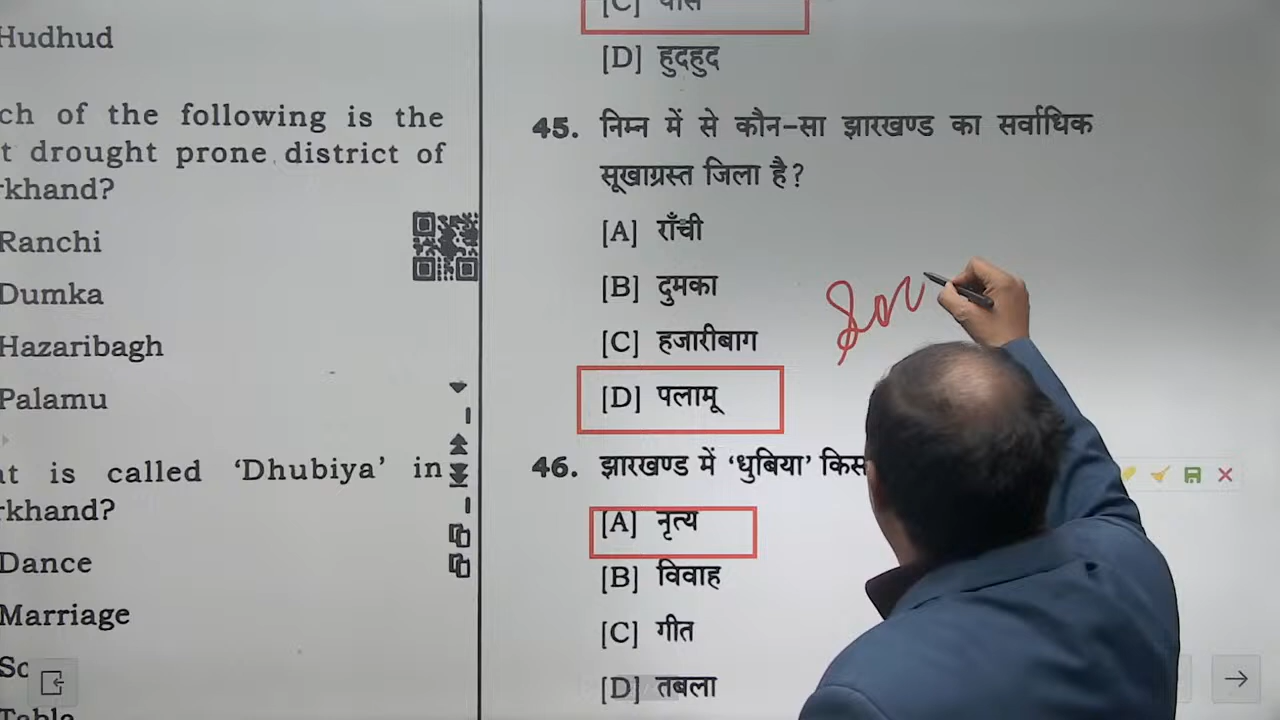 Hudhud
ch of the following is the
t drought prone district of
rkhand?
Ranchi
Dumka
Hazaribagh
Palamu
at is called ‘Dhubiya’ in
rkhand?
Dance
Marriage
[D] हुदहुद
45. निम्न में से कौन-सा झारखण्ड का सर्वाधिक
सूखाग्रस्त जिला है?
[A] राँची
[B] दुमका
[C] हजारीबाग
[D] पलामू
46. झारखण्ड में ‘धुबिया’ किस
[A] नृत्य
[B] विवाह
[C] गीत
[D] तबला